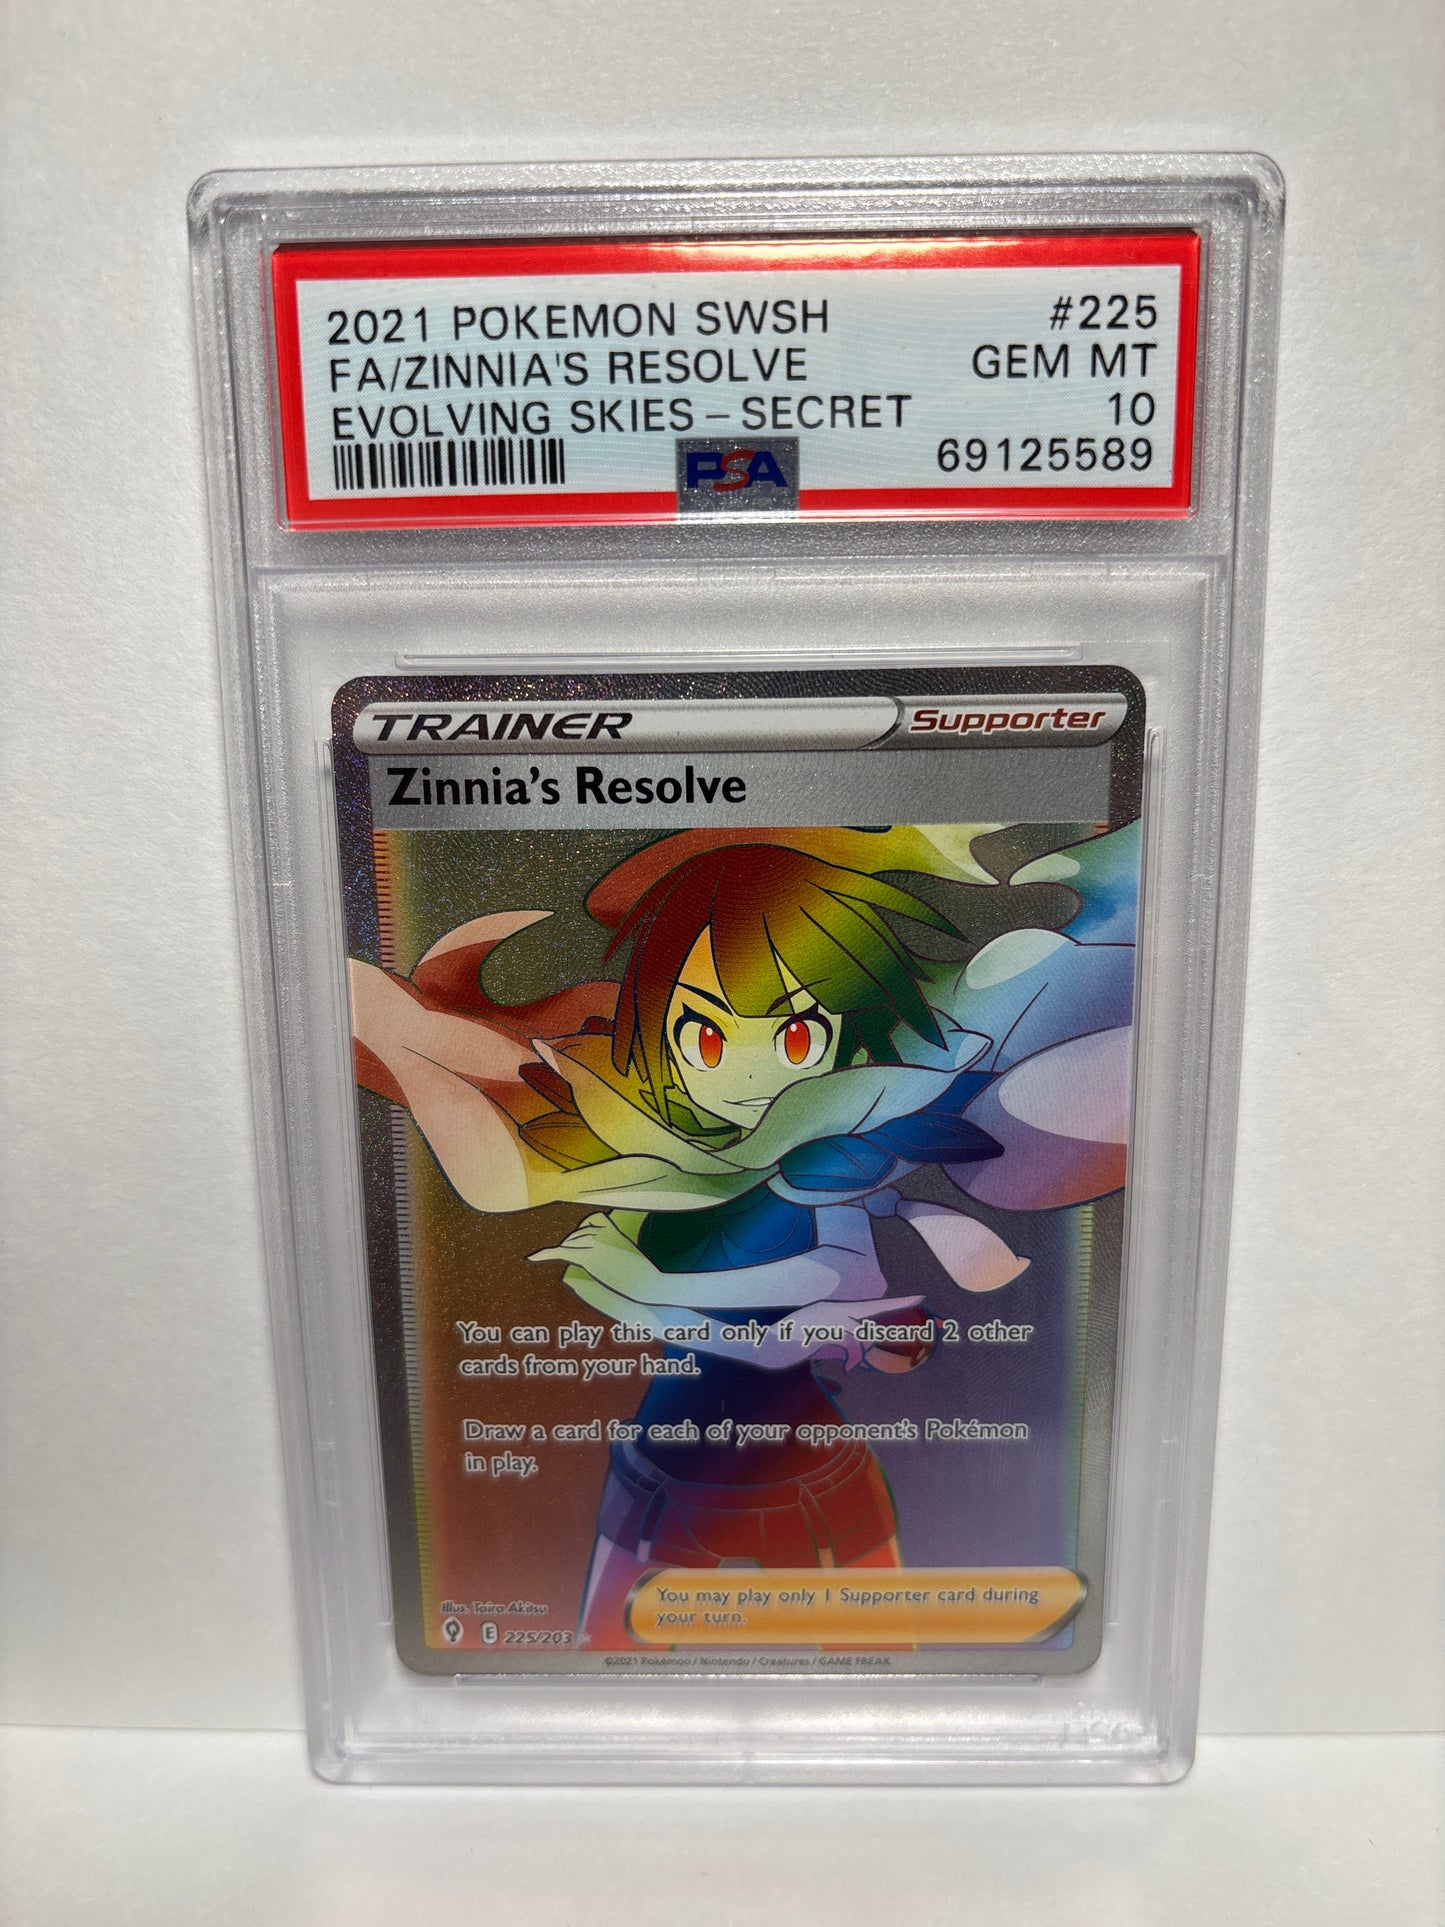 2021 POKEMON SWSH #225
FA/ZINNIA'S RESOLVE GEM MT
EVOLVING SKIES – SECRET 10
PSA 69125589
TRAINER Supporter
Zinnia's Resolve
You can play this card only if you discard 2 other
cards from your hand.
Draw a card for each of your opponent's Pokémon
in play.
You may play only 1 Supporter card during
your turn.
Illus. Taira Akitsu
E 225/203
©2021 Pokémon / Nintendo / Creatures / GAME FREAK